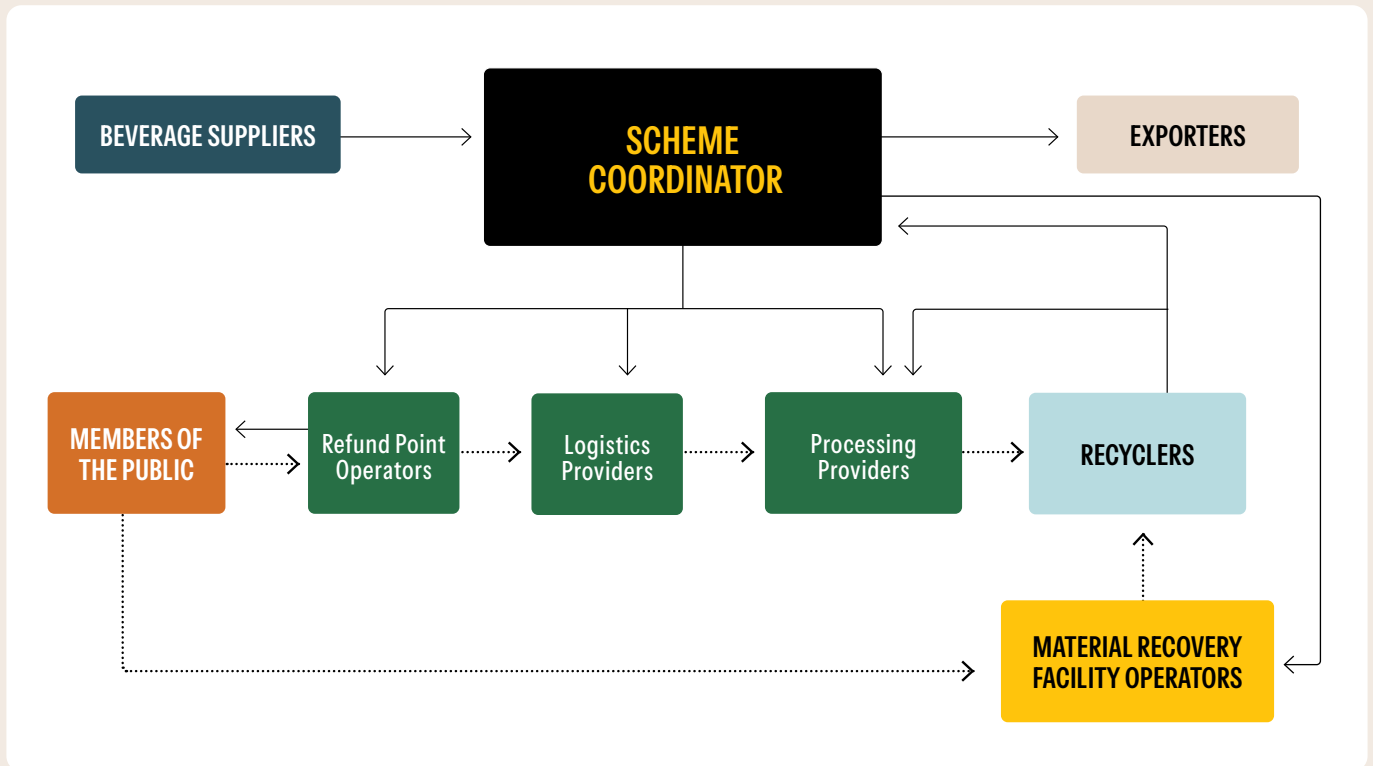 BEVERAGE SUPPLIERS
SCHEME
COORDINATOR
EXPORTERS
MEMBERS OF
THE PUBLIC
Refund Point
Operators
Logistics
Providers
Processing
Providers
RECYCLERS
MATERIAL RECOVERY
FACILITY OPERATORS